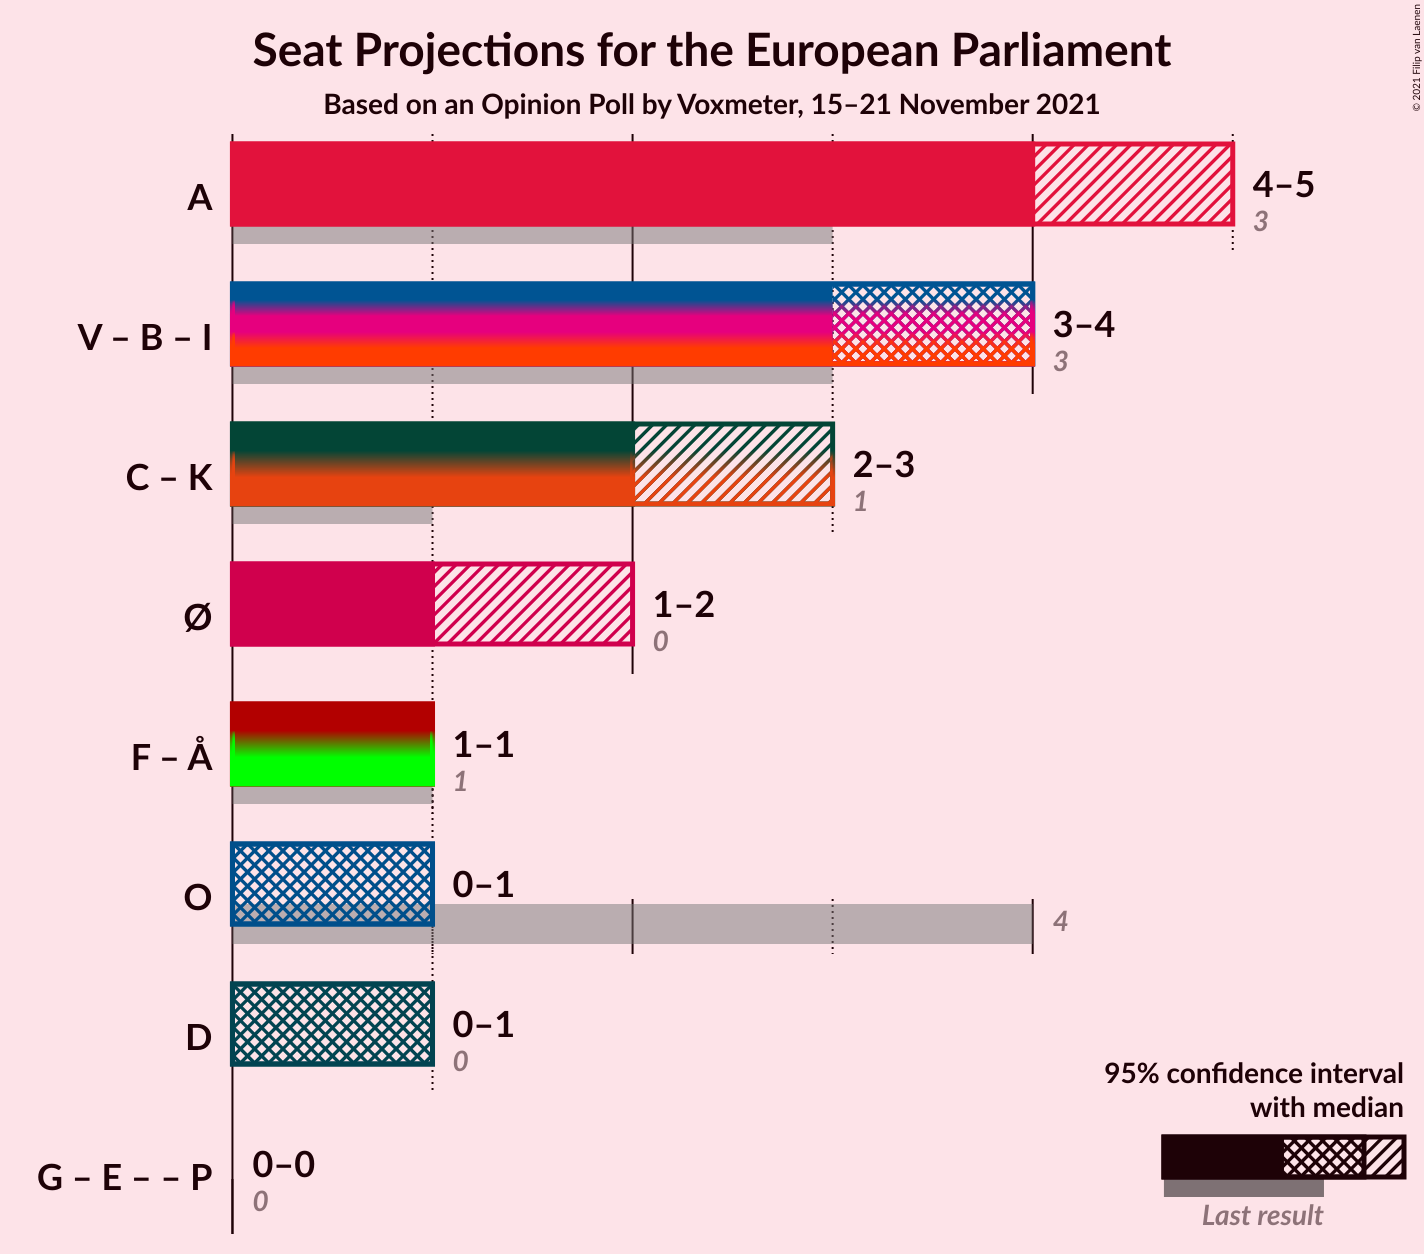 Seat Projections for the European Parliament
Based on an Opinion Poll by Voxmeter, 15–21 November 2021
© 2021 Filip van Laenen
A
4–5
3
V – B – I
3–4
3
C – K
2–3
1
Ø
1–2
0
F – Å
1–1
1
O
0–1
4
D
0–1
0
G – E – – P
0–0
0
95% confidence interval
with median
Last result